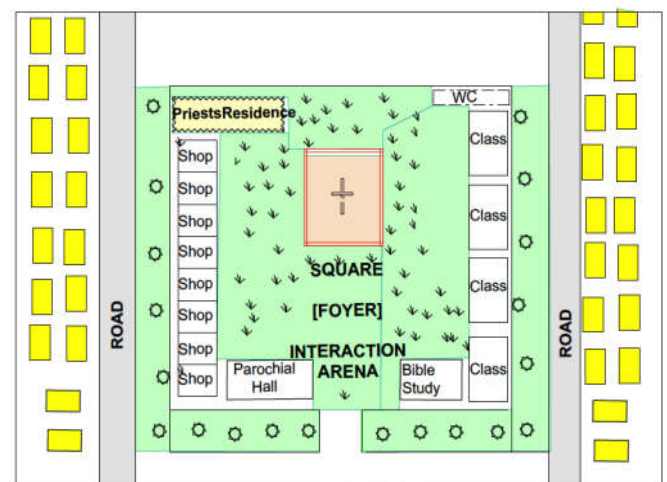 WC
PriestsResidence
Class
Shop
Shop
Class
Shop
Shop
SQUARE
Shop
Class
[FOYER]
Shop
ROAD
ROAD
INTERACTION
ARENA
Shop
Parochial
Hall
Bible
Study
Class
Shop